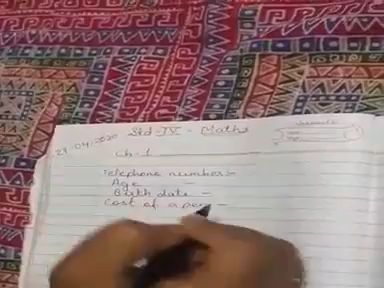 27.04.2020 Std-IV - Maths
Ch-1
Telephone number:-
Age -
Birth date -
Cost of a pen -